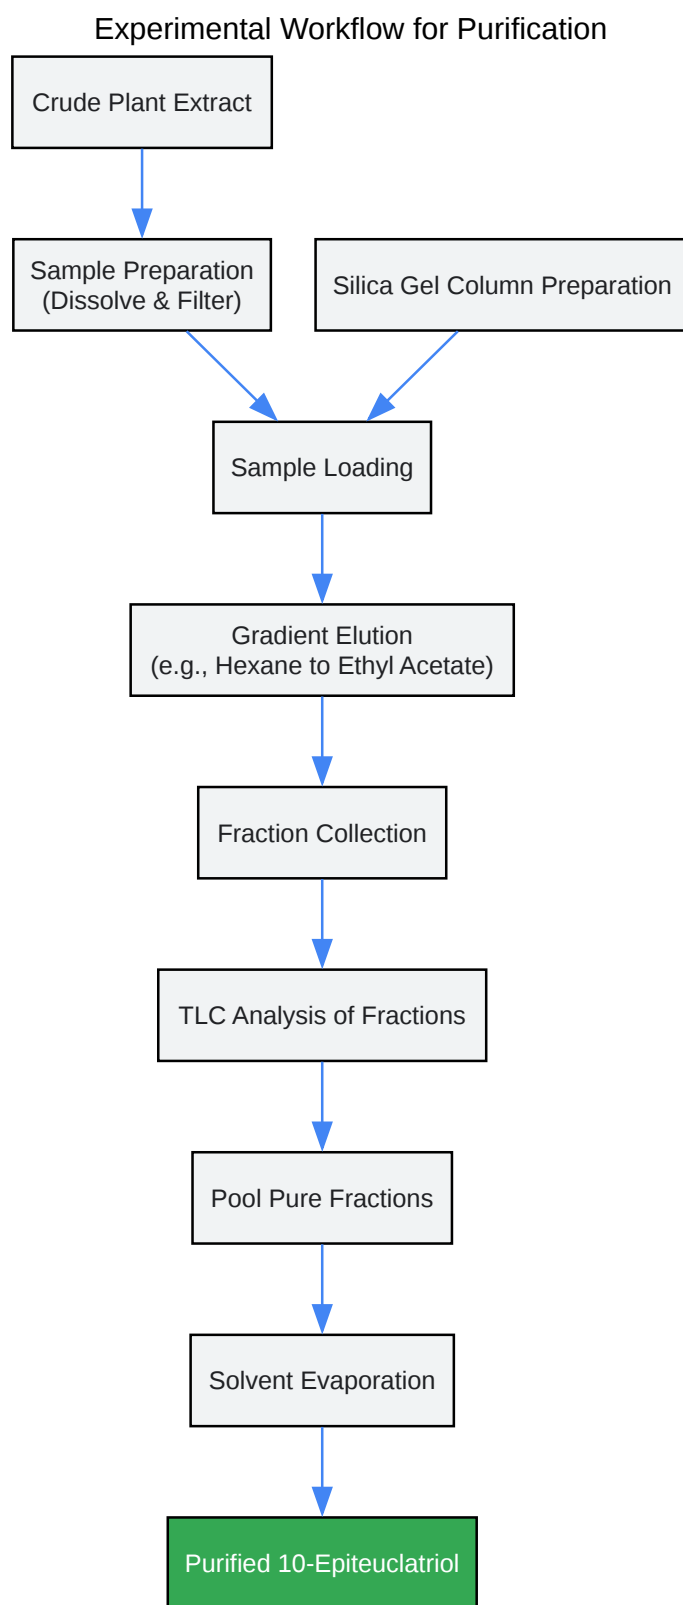 Experimental Workflow for Purification
Crude Plant Extract
Sample Preparation
(Dissolve & Filter)
Silica Gel Column Preparation
Sample Loading
Gradient Elution
(e.g., Hexane to Ethyl Acetate)
Fraction Collection
TLC Analysis of Fractions
Pool Pure Fractions
Solvent Evaporation
Purified 10-Epiteuclatriol